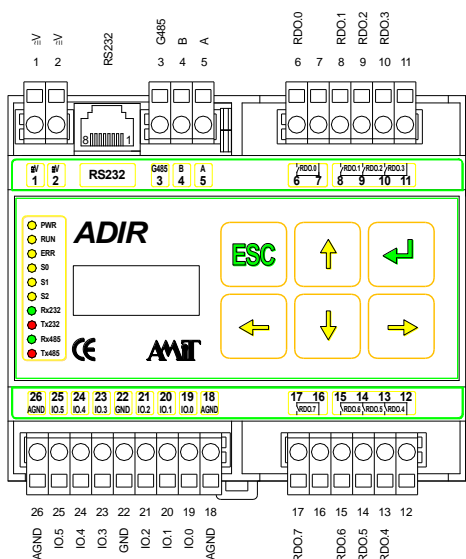 ≂V ≂V RS232 G485 B A RDO.0 RDO.1 RDO.2 RDO.3
1 2 3 4 5 6 7 8 9 10 11
8 1
≂V ≂V RS232 G485 B A RDO.0 RDO.1 RDO.2 RDO.3
1 2 3 4 5 6 7 8 9 10 11
PWR
RUN
ERR
S0
S1
S2
Rx232
Tx232
Rx485
Tx485
ADIR
ESC
CE AMiT
26 25 24 23 22 21 20 19 18 17 16 15 14 13 12
AGND IO.5 IO.4 IO.3 GND IO.2 IO.1 IO.0 AGND RDO.7 RDO.6 RDO.5 RDO.4
26 25 24 23 22 21 20 19 18 17 16 15 14 13 12
AGND IO.5 IO.4 IO.3 GND IO.2 IO.1 IO.0 AGND RDO.7 RDO.6 RDO.5 RDO.4